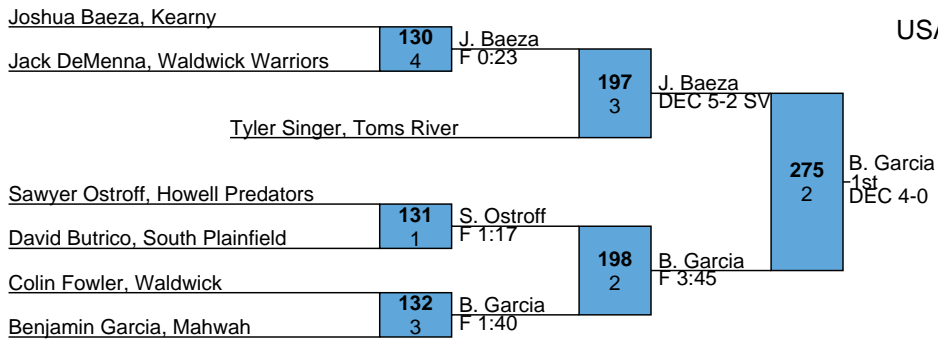 Joshua Baeza, Kearny
USA
130
4
J. Baeza
F 0:23
Jack DeMenna, Waldwick Warriors
197
3
J. Baeza
DEC 5-2 SV
Tyler Singer, Toms River
275
2
B. Garcia
1st
DEC 4-0
Sawyer Ostroff, Howell Predators
131
1
S. Ostroff
F 1:17
David Butrico, South Plainfield
198
2
B. Garcia
F 3:45
Colin Fowler, Waldwick
132
3
B. Garcia
F 1:40
Benjamin Garcia, Mahwah